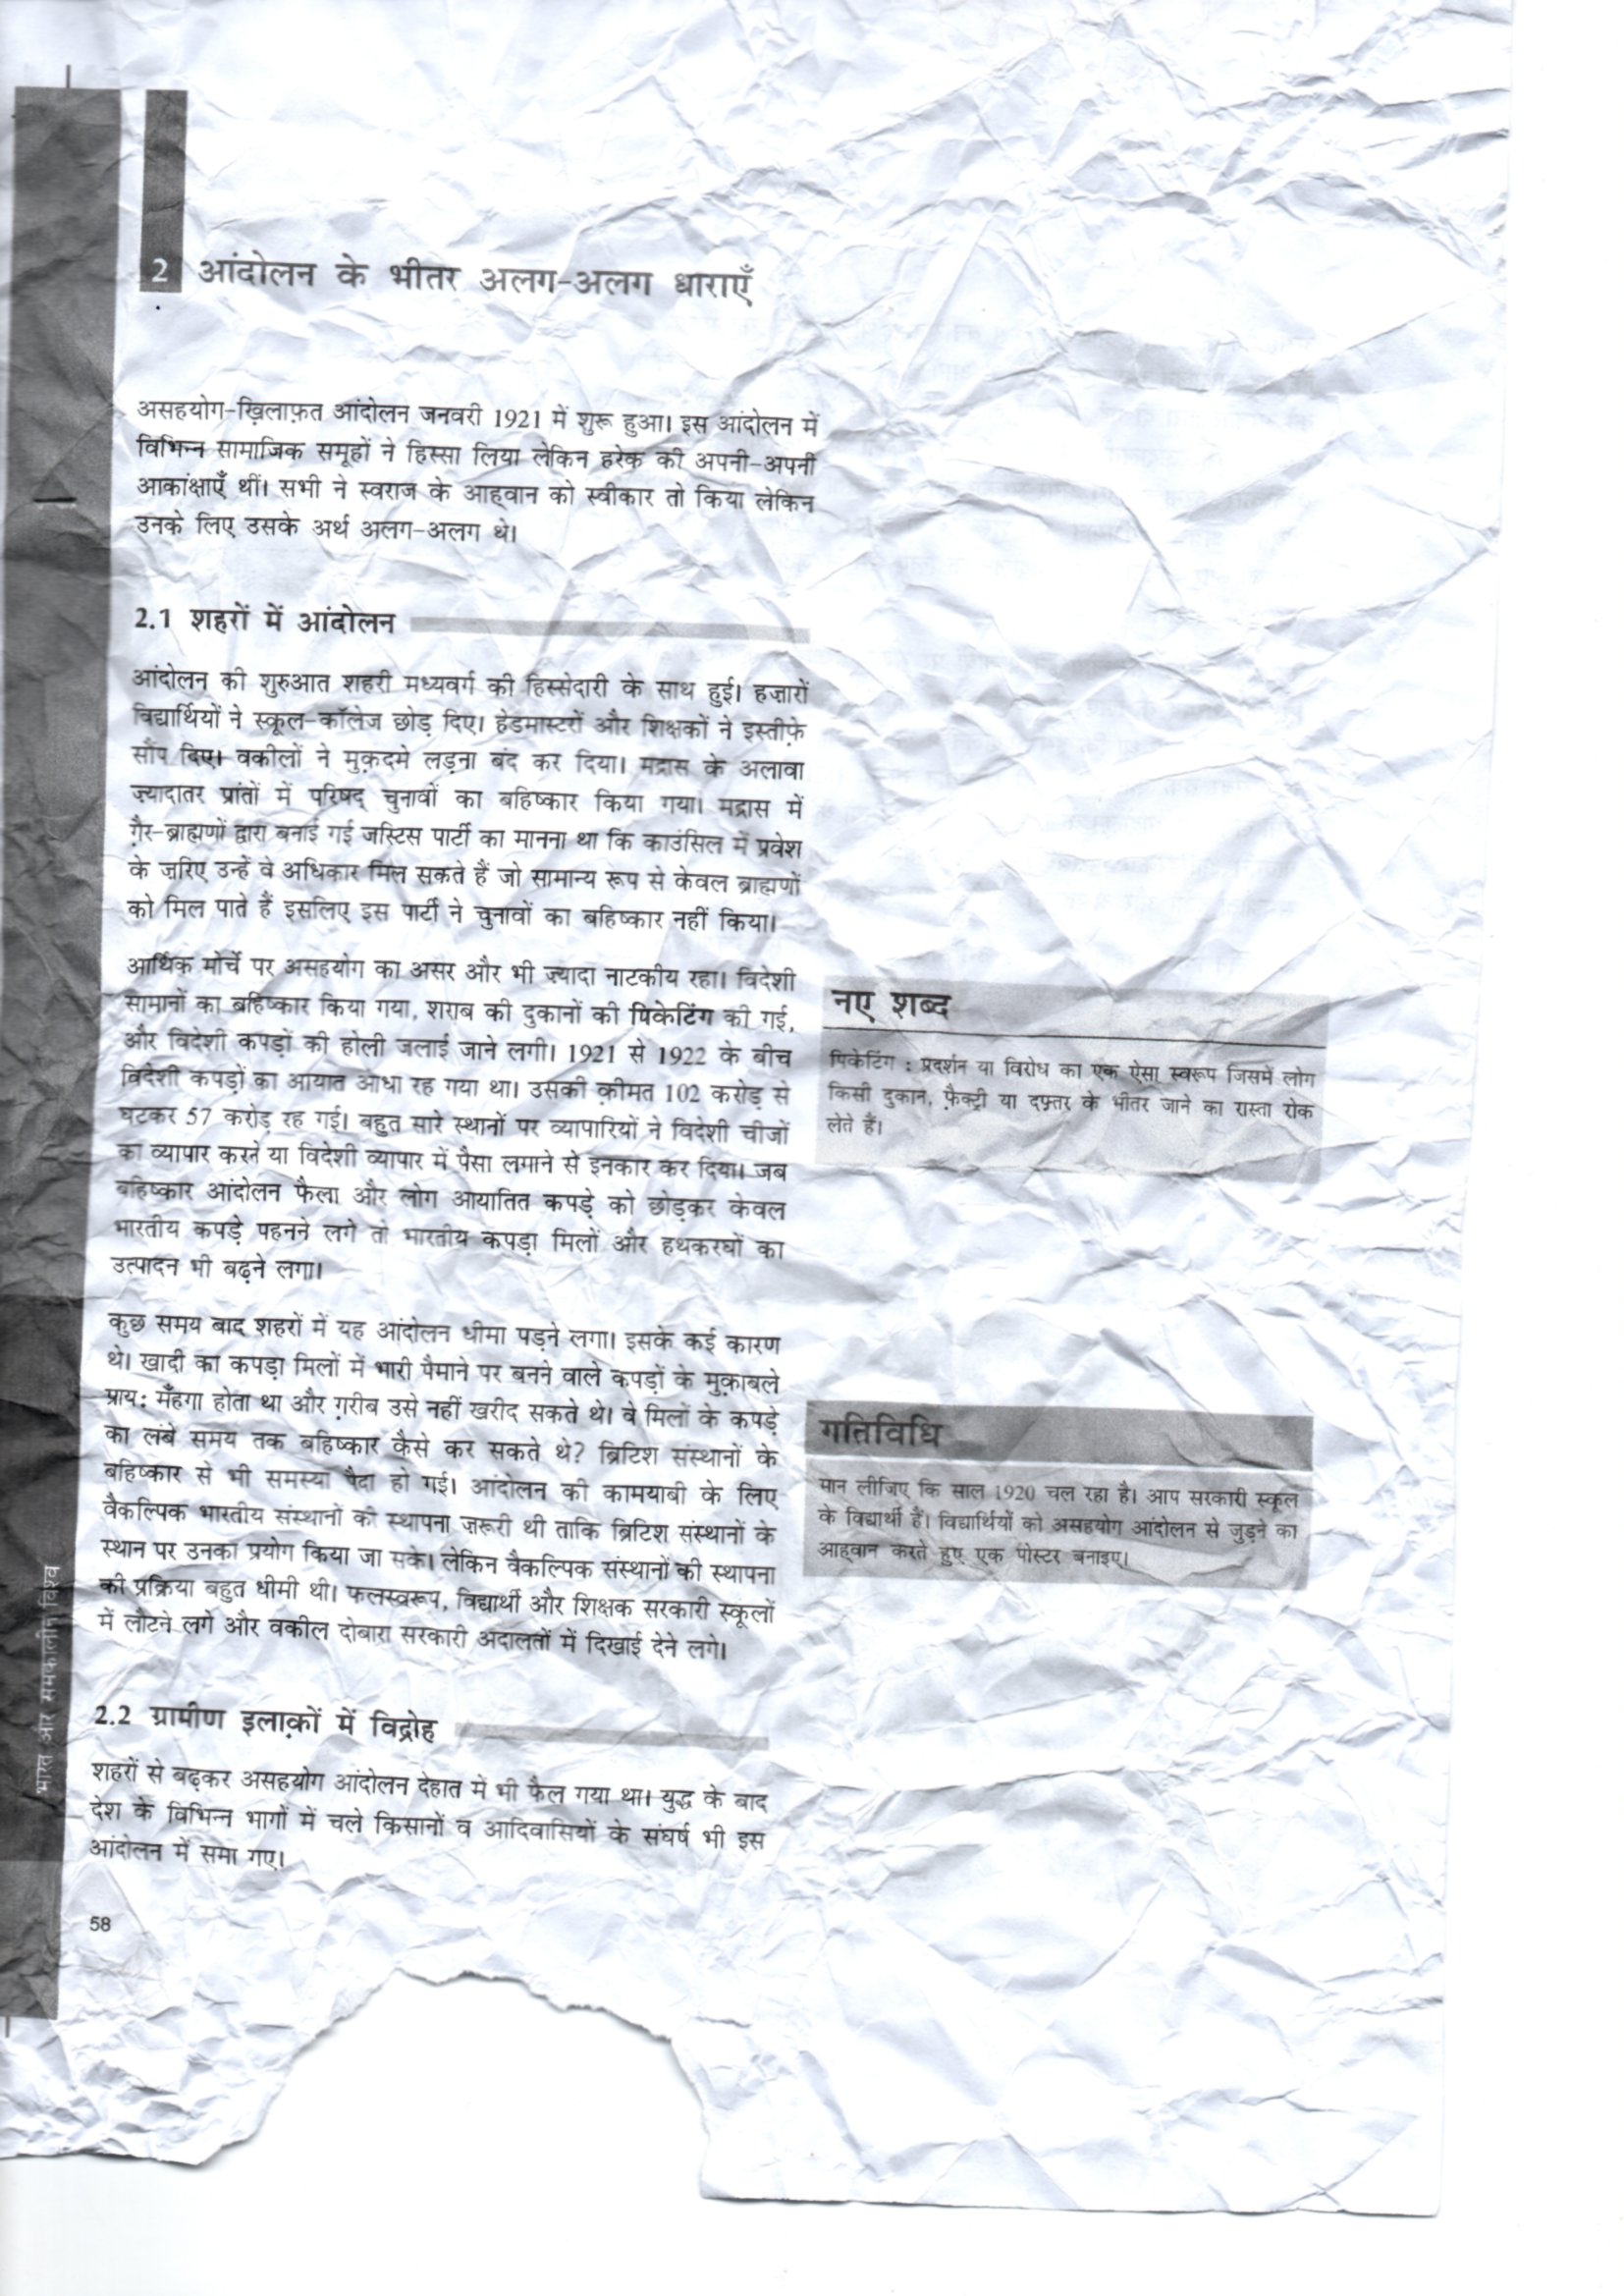 2 आंदोलन के भीतर अलग-अलग धाराएँ
असहयोग-ख़िलाफ़त आंदोलन जनवरी 1921 में शुरू हुआ। इस आंदोलन में
विभिन्न सामाजिक समूहों ने हिस्सा लिया लेकिन हरेक की अपनी-अपनी
आकांक्षाएँ थीं। सभी ने स्वराज के आह्वान को स्वीकार तो किया लेकिन
उनके लिए उसके अर्थ अलग-अलग थे।
2.1 शहरों में आंदोलन
आंदोलन की शुरुआत शहरी मध्यवर्ग की हिस्सेदारी के साथ हुई। हज़ारों
विद्यार्थियों ने स्कूल-कॉलेज छोड़ दिए। हेडमास्टरों और शिक्षकों ने इस्तीफ़े
सौंप दिए। वकीलों ने मुक़दमे लड़ना बंद कर दिया। मद्रास के अलावा
ज़्यादातर प्रांतों में परिषद् चुनावों का बहिष्कार किया गया। मद्रास में
ग़ैर-ब्राह्मणों द्वारा बनाई गई जस्टिस पार्टी का मानना था कि काउंसिल में प्रवेश
के ज़रिए उन्हें वे अधिकार मिल सकते हैं जो सामान्य रूप से केवल ब्राह्मणों
को मिल पाते हैं इसलिए इस पार्टी ने चुनावों का बहिष्कार नहीं किया।
आर्थिक मोर्चे पर असहयोग का असर और भी ज़्यादा नाटकीय रहा। विदेशी
सामानों का बहिष्कार किया गया, शराब की दुकानों की पिकेटिंग की गई,
और विदेशी कपड़ों की होली जलाई जाने लगी। 1921 से 1922 के बीच
विदेशी कपड़ों का आयात आधा रह गया था। उसकी क़ीमत 102 करोड़ से
घटकर 57 करोड़ रह गई। बहुत सारे स्थानों पर व्यापारियों ने विदेशी चीज़ों
का व्यापार करने या विदेशी व्यापार में पैसा लगाने से इनकार कर दिया। जब
बहिष्कार आंदोलन फैला और लोग आयातित कपड़े को छोड़कर केवल
भारतीय कपड़े पहनने लगे तो भारतीय कपड़ा मिलों और हथकरघों का
उत्पादन भी बढ़ने लगा।
कुछ समय बाद शहरों में यह आंदोलन धीमा पड़ने लगा। इसके कई कारण
थे। खादी का कपड़ा मिलों में भारी पैमाने पर बनने वाले कपड़ों के मुक़ाबले
प्राय: मँहगा होता था और ग़रीब उसे नहीं खरीद सकते थे। वे मिलों के कपड़े
का लंबे समय तक बहिष्कार कैसे कर सकते थे? ब्रिटिश संस्थानों के
बहिष्कार से भी समस्या पैदा हो गई। आंदोलन की कामयाबी के लिए
वैकल्पिक भारतीय संस्थानों की स्थापना ज़रूरी थी ताकि ब्रिटिश संस्थानों के
स्थान पर उनका प्रयोग किया जा सके। लेकिन वैकल्पिक संस्थानों की स्थापना
की प्रक्रिया बहुत धीमी थी। फलस्वरूप, विद्यार्थी और शिक्षक सरकारी स्कूलों
में लौटने लगे और वकील दोबारा सरकारी अदालतों में दिखाई देने लगे।
2.2 ग्रामीण इलाक़ों में विद्रोह
शहरों से बढ़कर असहयोग आंदोलन देहात में भी फैल गया था। युद्ध के बाद
देश के विभिन्न भागों में चले किसानों व आदिवासियों के संघर्ष भी इस
आंदोलन में समा गए।
नए शब्द
पिकेटिंग : प्रदर्शन या विरोध का एक ऐसा स्वरूप जिसमें लोग
किसी दुकान, फ़ैक्ट्री या दफ़्तर के भीतर जाने का रास्ता रोक
लेते हैं।
गतिविधि
मान लीजिए कि साल 1920 चल रहा है। आप सरकारी स्कूल
के विद्यार्थी हैं। विद्यार्थियों को असहयोग आंदोलन से जुड़ने का
आह्वान करते हुए एक पोस्टर बनाइए।
भारत और समकालीन विश्व
58